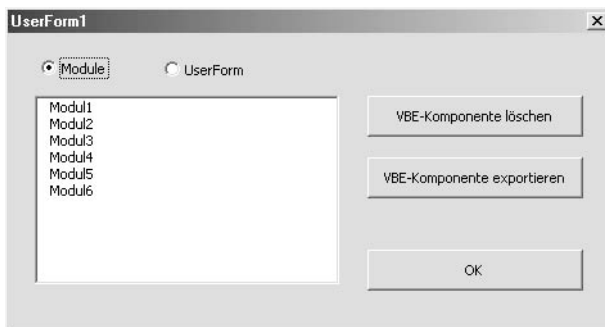 UserForm1
Module
UserForm
Modul1
Modul2
Modul3
Modul4
Modul5
Modul6
VBE-Komponente löschen
VBE-Komponente exportieren
OK